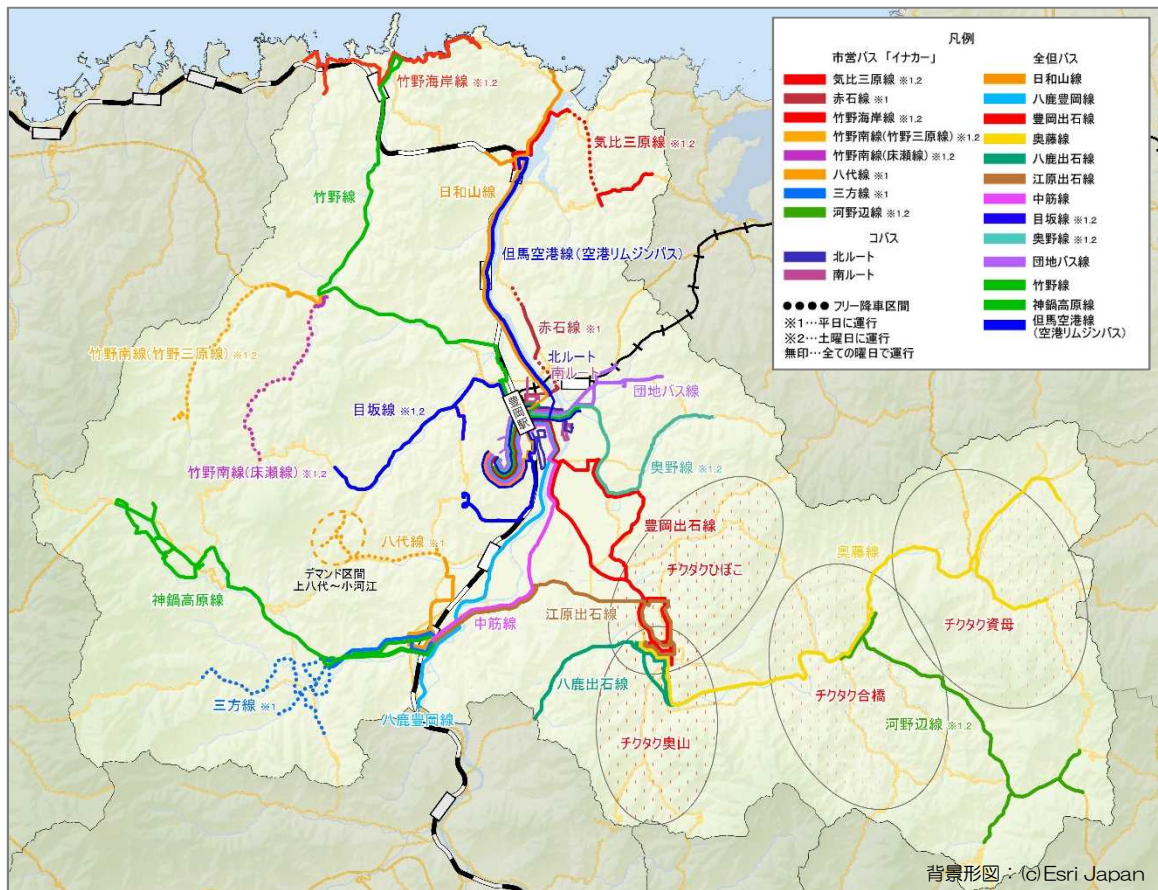 凡例
市営バス 「イナカー」
気比三原線 ※1,2
赤石線 ※1
竹野海岸線 ※1,2
竹野南線(竹野三原線) ※1,2
竹野南線(床瀬線) ※1,2
八代線 ※1
三方線 ※1
河野辺線 ※1,2
コバス
北ルート
南ルート
●●●● フリー降車区間
※1…平日に運行
※2…土曜日に運行
無印…全ての曜日で運行
全但バス
日和山線
八鹿豊岡線
豊岡出石線
奥藤線
八鹿出石線
江原出石線
中筋線
目坂線 ※1,2
奥野線 ※1,2
団地バス線
竹野線
神鍋高原線
但馬空港線
(空港リムジンバス)
竹野海岸線 ※1,2
気比三原線 ※1,2
竹野線
日和山線
但馬空港線(空港リムジンバス)
赤石線 ※1
竹野南線(竹野三原線) ※1,2
北ルート
南ルート
団地バス線
目坂線 ※1,2
豊岡駅
竹野南線(床瀬線) ※1,2
奥野線 ※1,2
豊岡出石線
八代線 ※1
奥藤線
デマンド区間
上八代～小河江
チクタクひぼこ
神鍋高原線
江原出石線
中筋線
チクタク資母
八鹿出石線
チクタク合橋
三方線 ※1
八鹿豊岡線
河野辺線 ※1,2
チクタク奥山
背景形図:(c)Esri Japan